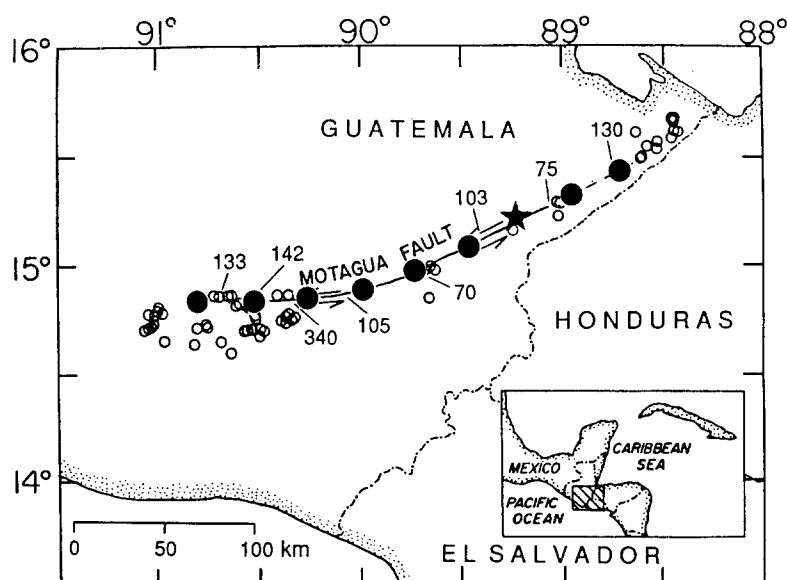 91° 90° 89° 88°
16°
GUATEMALA
130
75
103
MOTAGUA FAULT
133
142
15°
70
340
105
HONDURAS
CARIBBEAN
SEA
MEXICO
PACIFIC
OCEAN
14°
0 50 100 km
EL SALVADOR